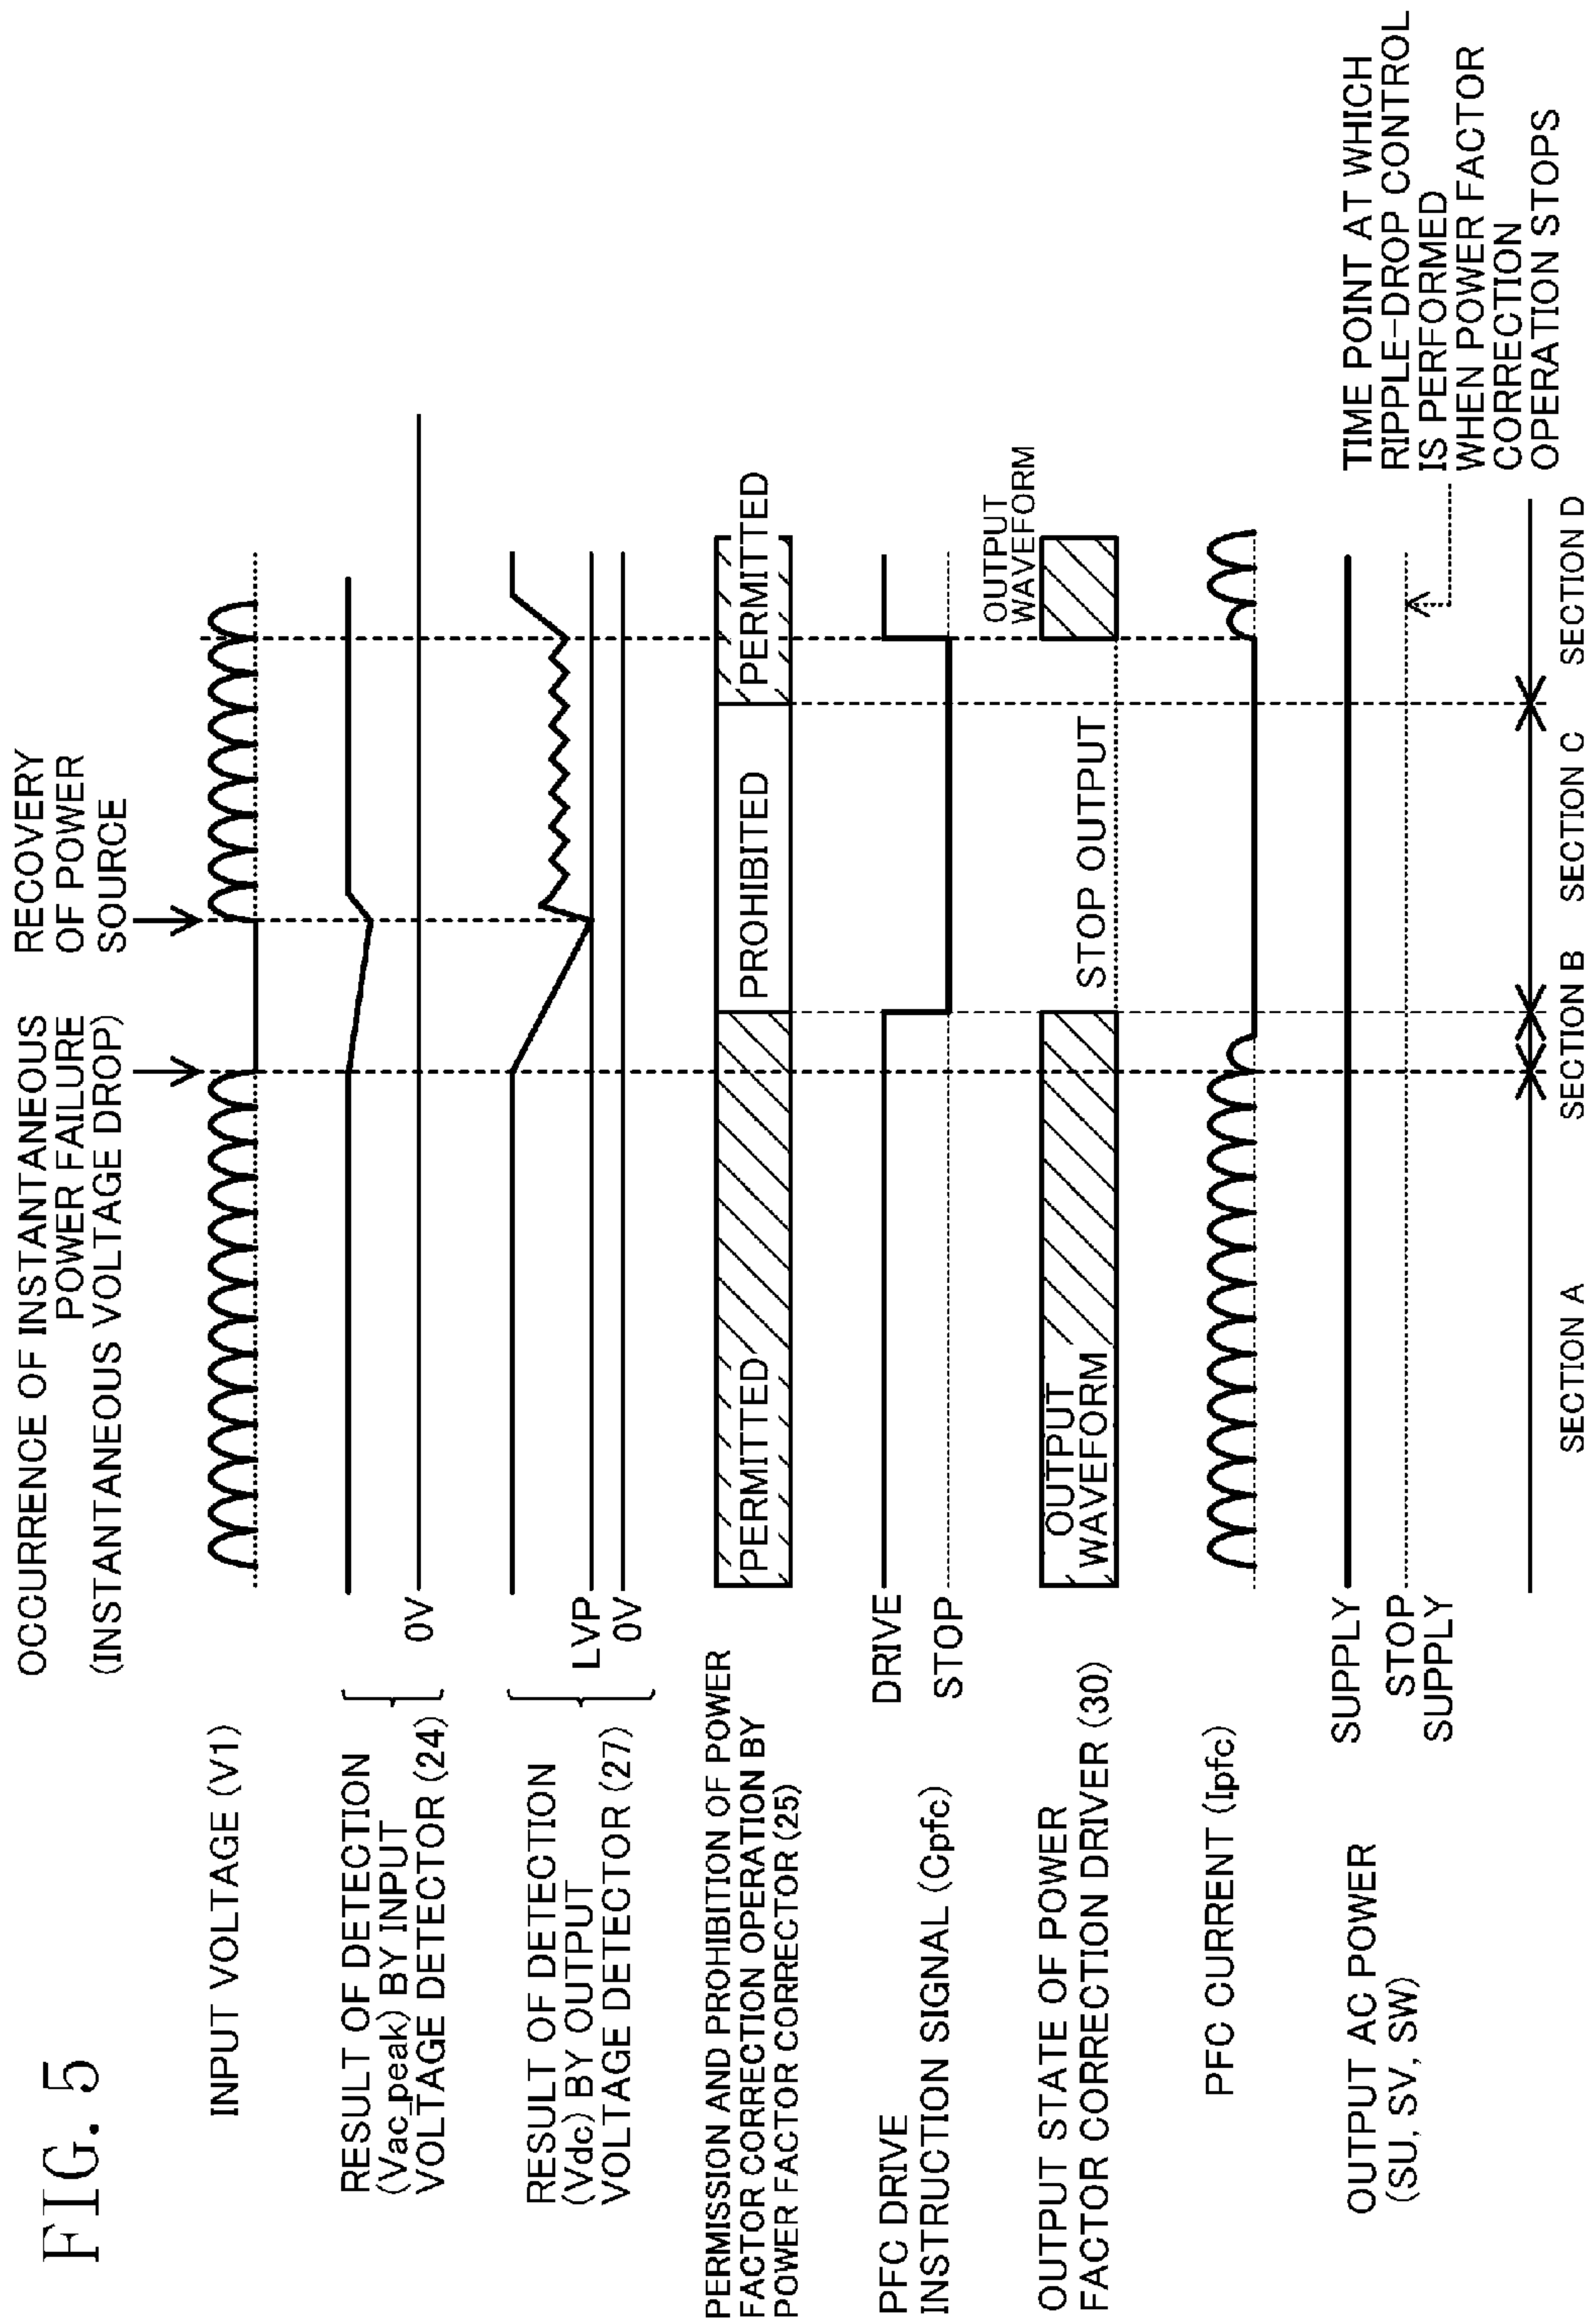 FIG. 5
OCCURRENCE OF INSTANTANEOUS
POWER FAILURE
(INSTANTANEOUS VOLTAGE DROP)
RECOVERY
OF POWER
SOURCE
INPUT VOLTAGE (V1)
RESULT OF DETECTION
(Vac_peak) BY INPUT
VOLTAGE DETECTOR (24)
0V
RESULT OF DETECTION
(Vdc) BY OUTPUT
VOLTAGE DETECTOR (27)
LVP
0V
PERMISSION AND PROHIBITION OF POWER
FACTOR CORRECTION OPERATION BY
POWER FACTOR CORRECTOR (25)
PERMITTED
PROHIBITED
PERMITTED
PFC DRIVE
INSTRUCTION SIGNAL (Cpfc)
DRIVE
STOP
OUTPUT STATE OF POWER
FACTOR CORRECTION DRIVER (30)
OUTPUT
WAVEFORM
STOP OUTPUT
OUTPUT
WAVEFORM
PFC CURRENT (Ipfc)
OUTPUT AC POWER
(SU, SV, SW)
SUPPLY
STOP
SUPPLY
TIME POINT AT WHICH
RIPPLE-DROP CONTROL
IS PERFORMED
WHEN POWER FACTOR
CORRECTION
OPERATION STOPS
SECTION A
SECTION B
SECTION C
SECTION D